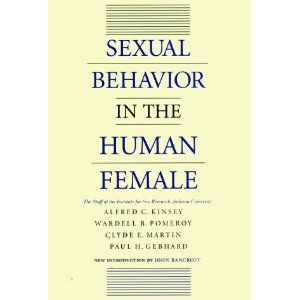 SEXUAL
BEHAVIOR
IN THE
HUMAN
FEMALE
The Staff of the Institute for Sex Research, Indiana University
ALFRED C. KINSEY
WARDELL B. POMEROY
CLYDE E. MARTIN
PAUL H. GEBHARD
NEW INTRODUCTION BY JOHN BANCROFT